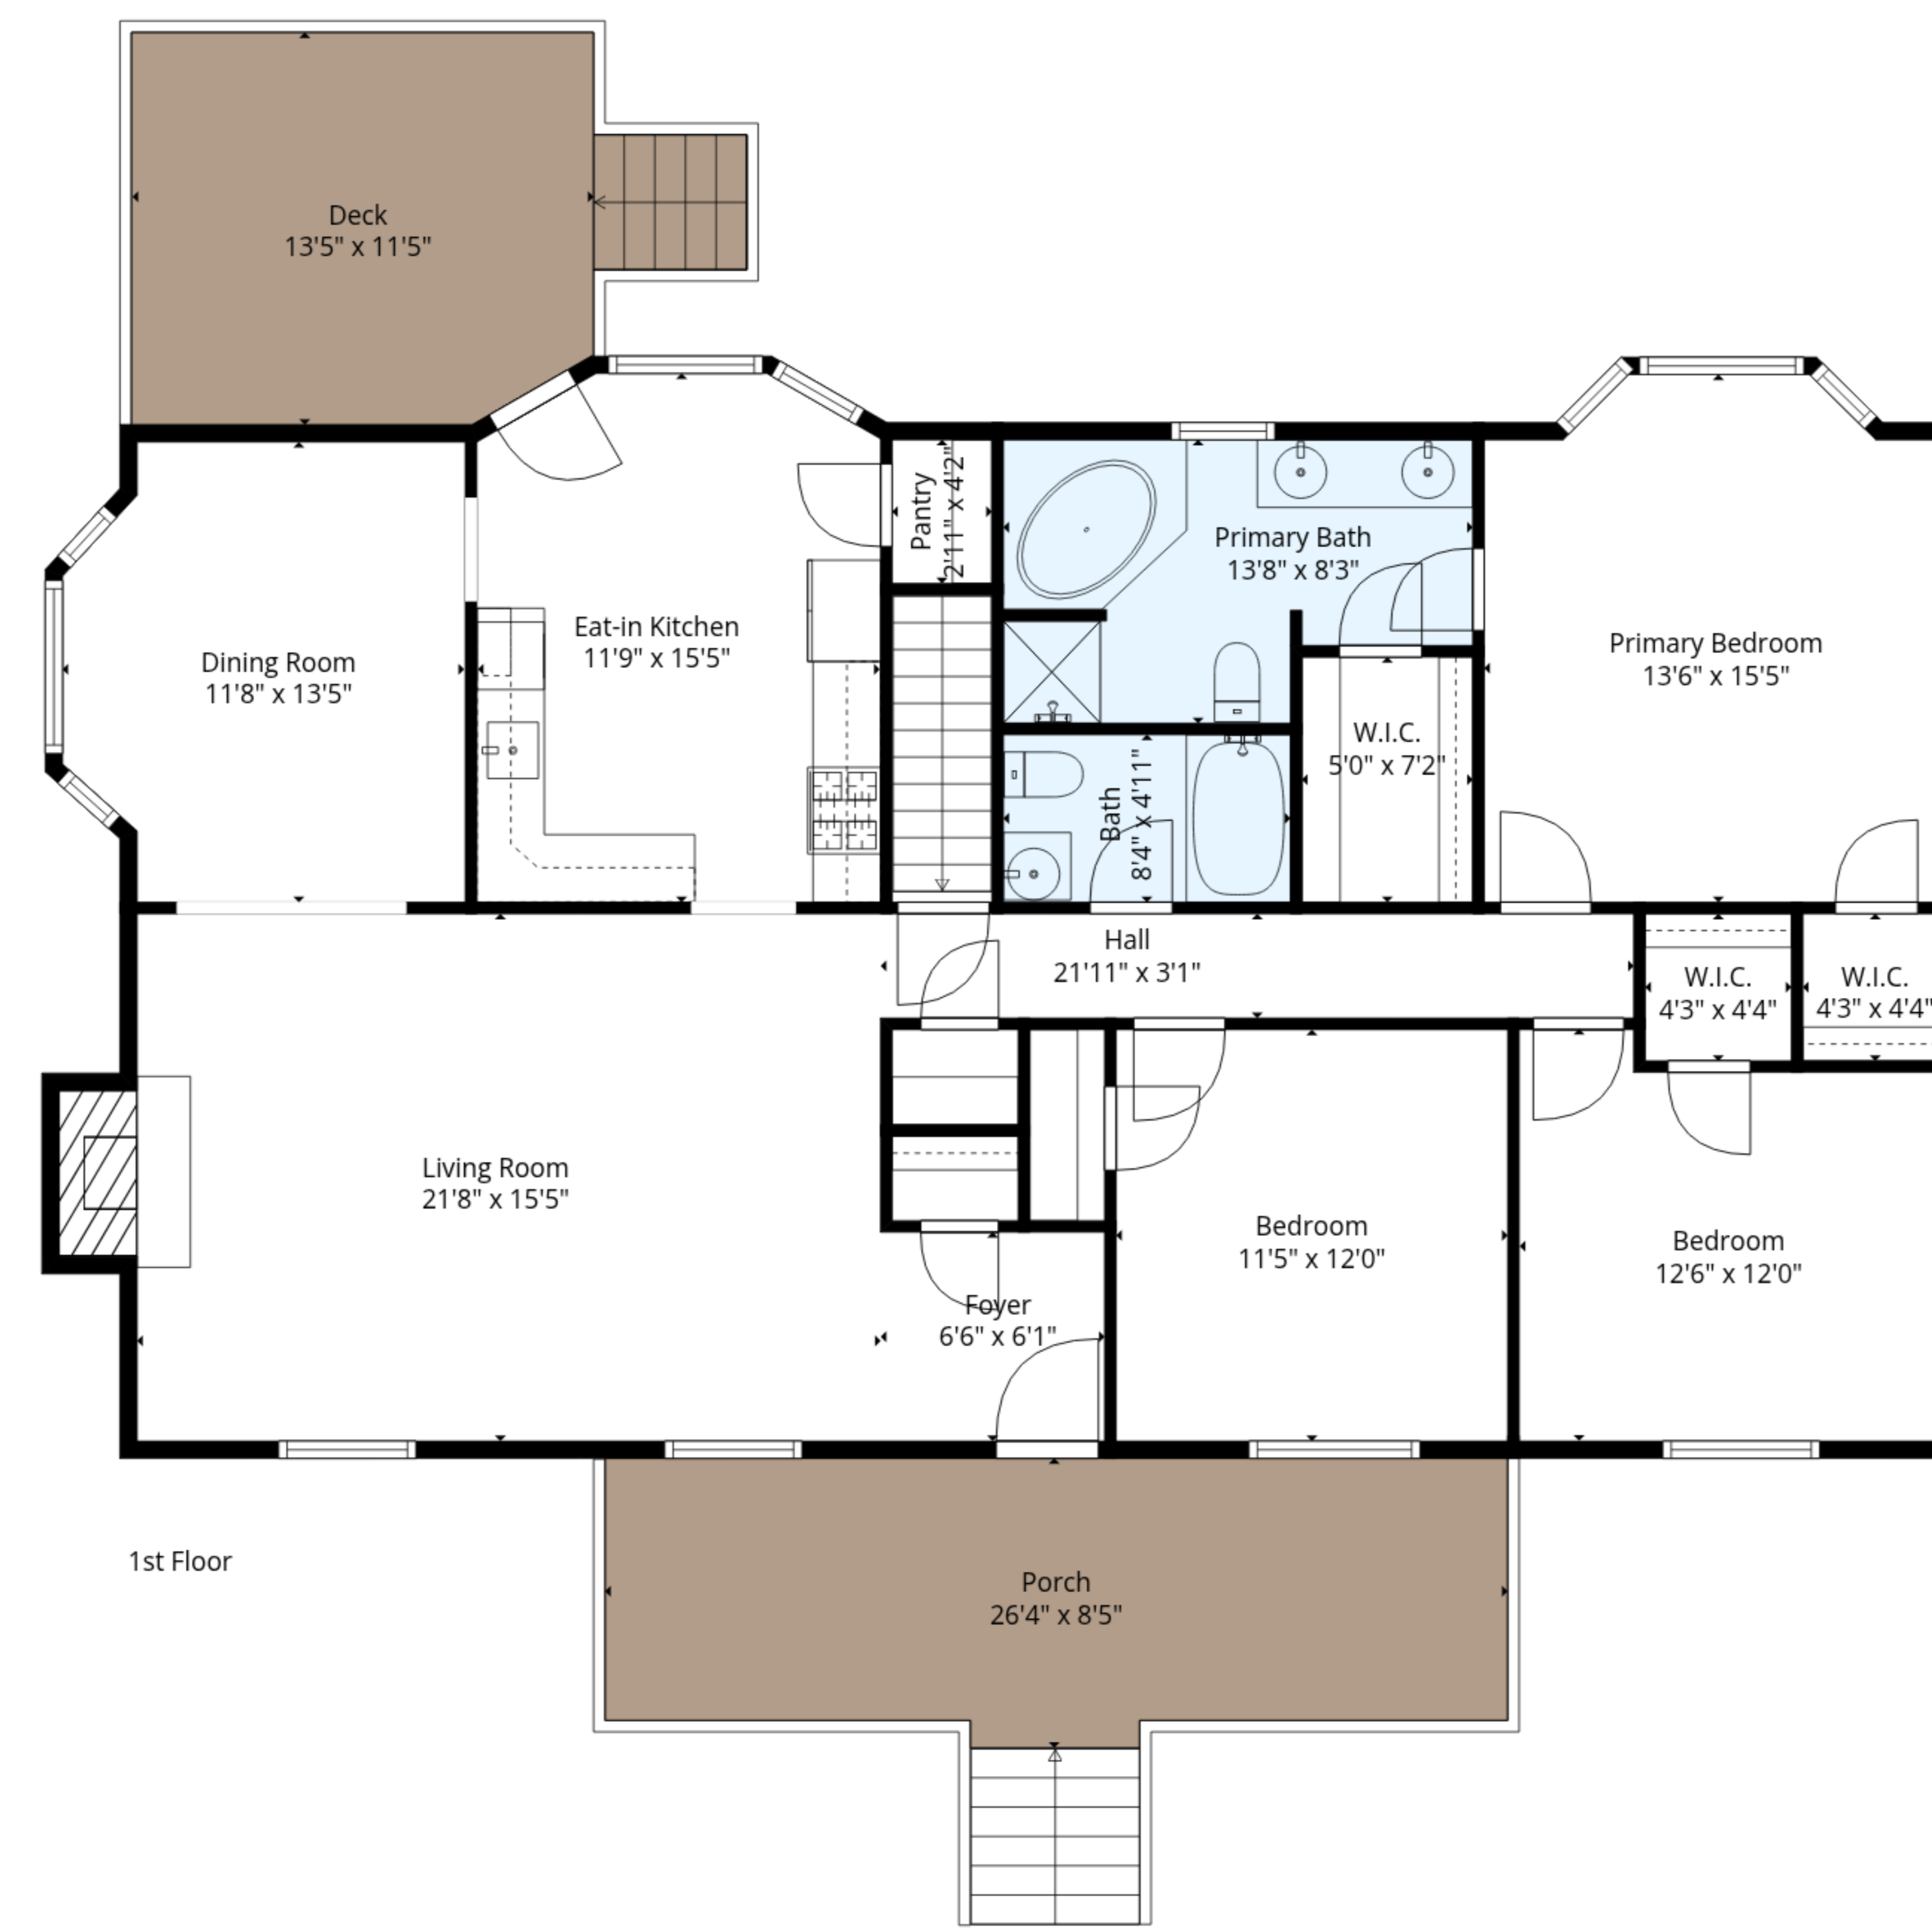 Deck
13'5" x 11'5"
Pantry
2'11" x 4'2"
Primary Bath
13'8" x 8'3"
Eat-in Kitchen
11'9" x 15'5"
Dining Room
11'8" x 13'5"
Primary Bedroom
13'6" x 15'5"
W.I.C.
5'0" x 7'2"
Bath
8'4" x 4'11"
Hall
21'11" x 3'1"
W.I.C.
4'3" x 4'4"
W.I.C.
4'3" x 4'4"
Living Room
21'8" x 15'5"
Bedroom
11'5" x 12'0"
Bedroom
12'6" x 12'0"
Foyer
6'6" x 6'1"
1st Floor
Porch
26'4" x 8'5"